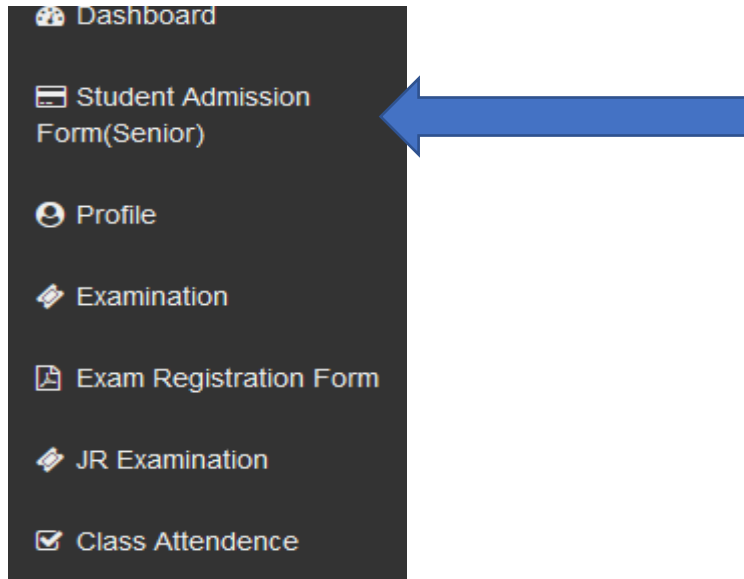 Dashboard
Student Admission
Form(Senior)
Profile
Examination
Exam Registration Form
JR Examination
Class Attendence